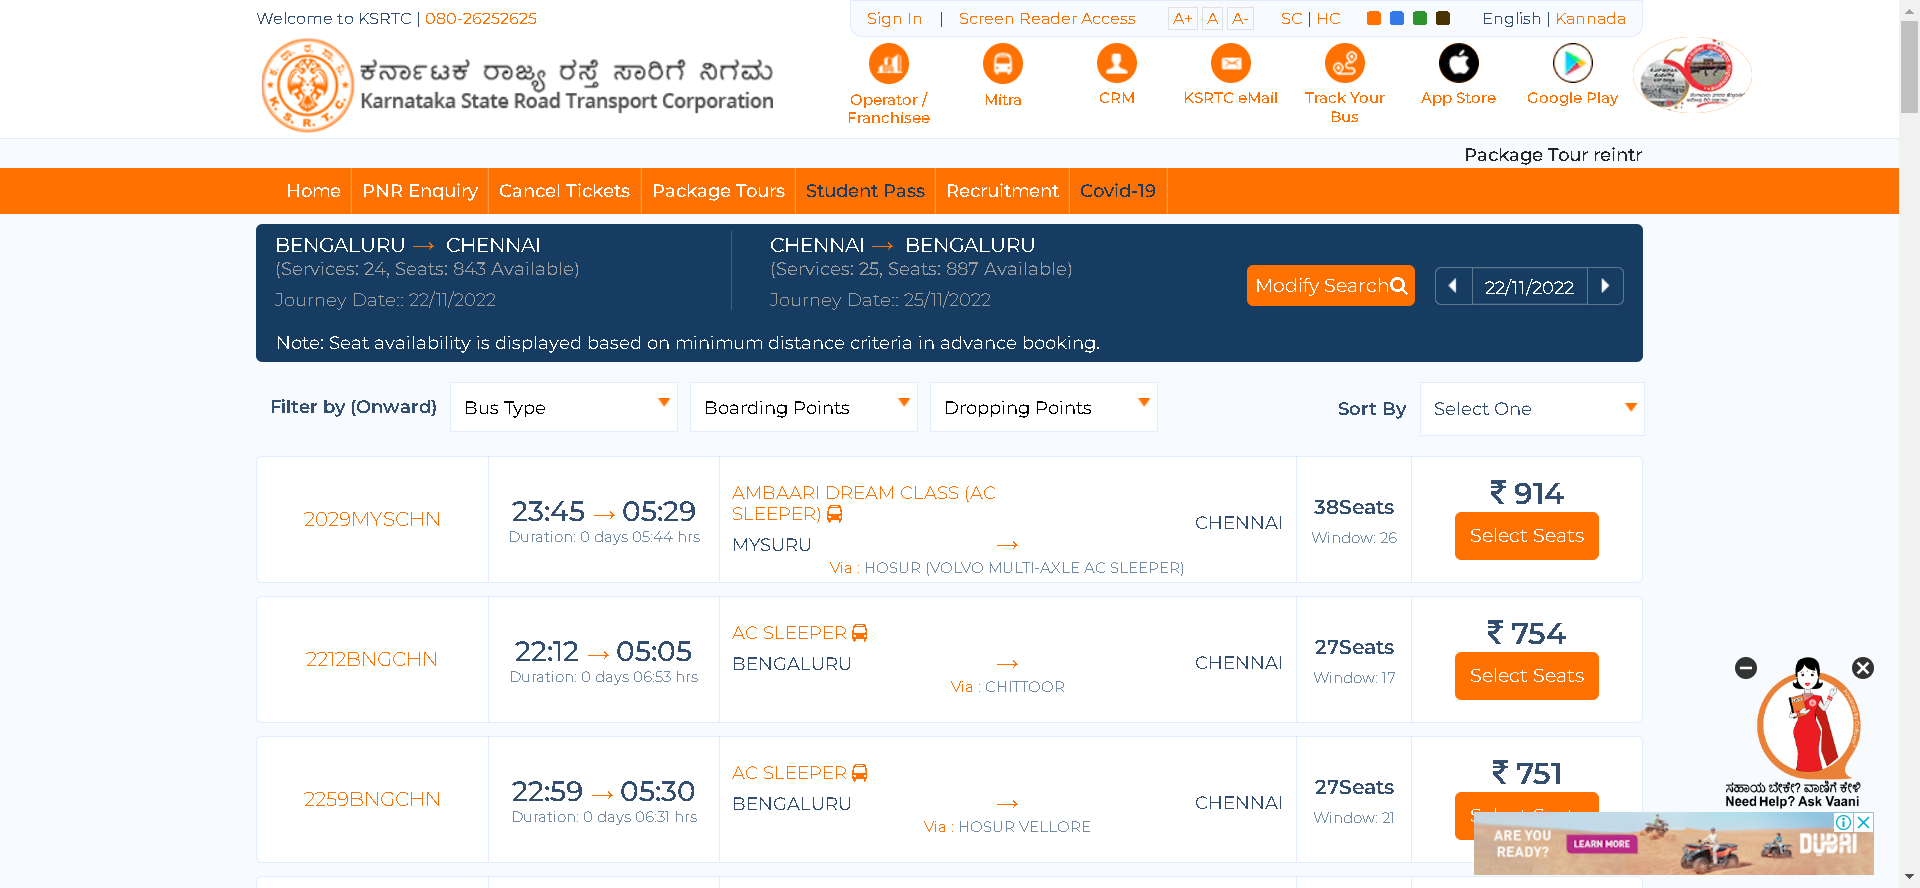 Welcome to KSRTC | 080-26252625
Sign In | Screen Reader Access A+ A A- SC | HC English | Kannada
ಕರ್ನಾಟಕ ರಾಜ್ಯ ರಸ್ತೆ ಸಾರಿಗೆ ನಿಗಮ
Karnataka State Road Transport Corporation
K.S.R.T.C.
Operator / Franchisee
Mitra
CRM
KSRTC eMail
Track Your Bus
App Store
Google Play
Package Tour reintr
Home PNR Enquiry Cancel Tickets Package Tours Student Pass Recruitment Covid-19
BENGALURU → CHENNAI
(Services: 24, Seats: 843 Available)
Journey Date:: 22/11/2022
CHENNAI → BENGALURU
(Services: 25, Seats: 887 Available)
Journey Date:: 25/11/2022
Modify Search
22/11/2022
Note: Seat availability is displayed based on minimum distance criteria in advance booking.
Filter by (Onward) Bus Type Boarding Points Dropping Points Sort By Select One
2029MYSCHN
23:45 → 05:29
Duration: 0 days 05:44 hrs
AMBAARI DREAM CLASS (AC
SLEEPER)
MYSURU → CHENNAI
Via : HOSUR (VOLVO MULTI-AXLE AC SLEEPER)
38Seats
Window: 26
₹ 914
Select Seats
2212BNGCHN
22:12 → 05:05
Duration: 0 days 06:53 hrs
AC SLEEPER
BENGALURU → CHENNAI
Via : CHITTOOR
27Seats
Window: 17
₹ 754
Select Seats
2259BNGCHN
22:59 → 05:30
Duration: 0 days 06:31 hrs
AC SLEEPER
BENGALURU → CHENNAI
Via : HOSUR VELLORE
27Seats
Window: 21
₹ 751
Select Seats
ಸಹಾಯ ಬೇಕೇ? ವಾಣಿಗೆ ಕೇಳಿ
Need Help? Ask Vaani
ARE YOU
READY?
LEARN MORE
DUBAI